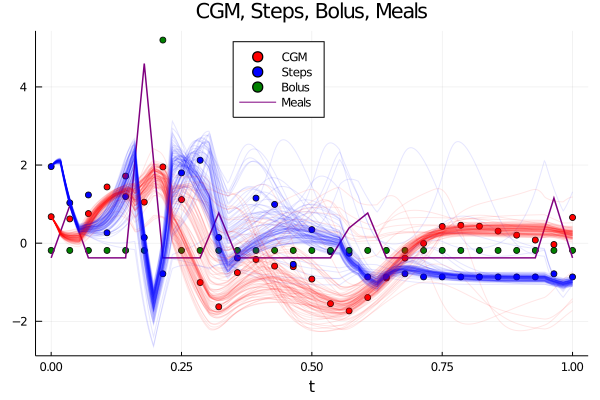 CGM, Steps, Bolus, Meals
CGM
Steps
Bolus
Meals
4
2
0
−2
0.00 0.25 0.50 0.75 1.00
t